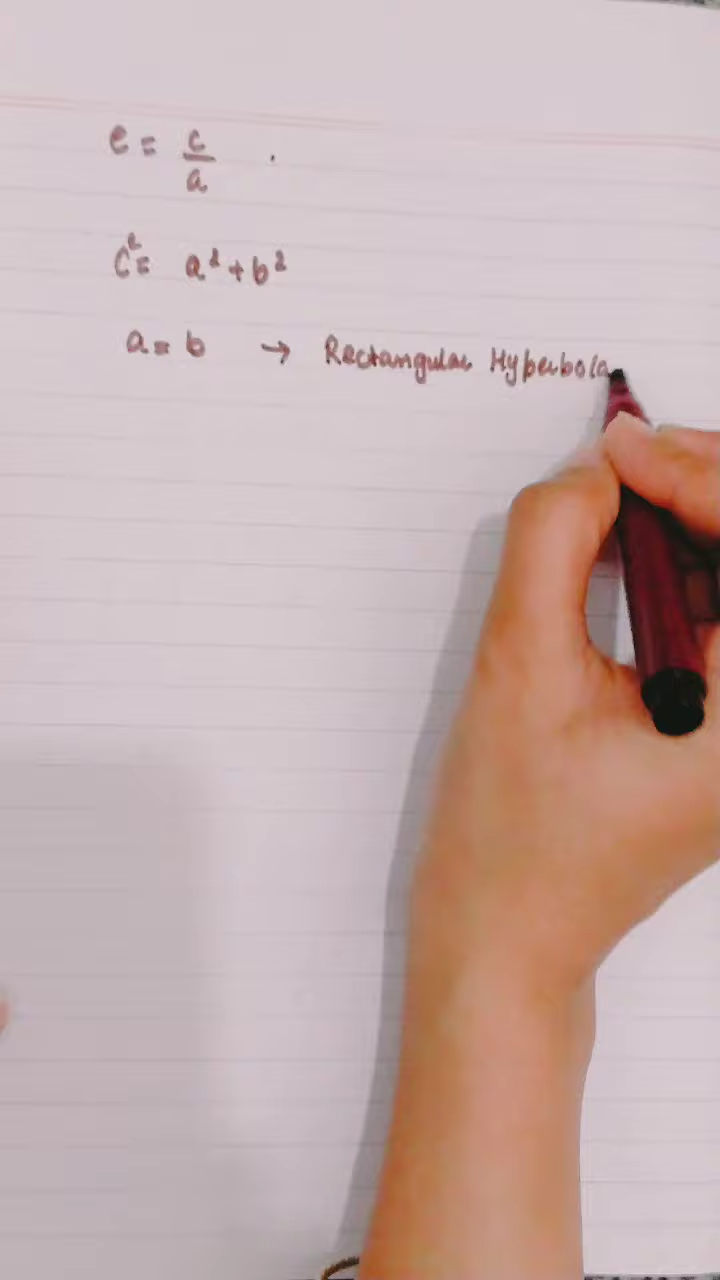 e = c/a
c² = a² + b²
a = b → Rectangular Hyperbola